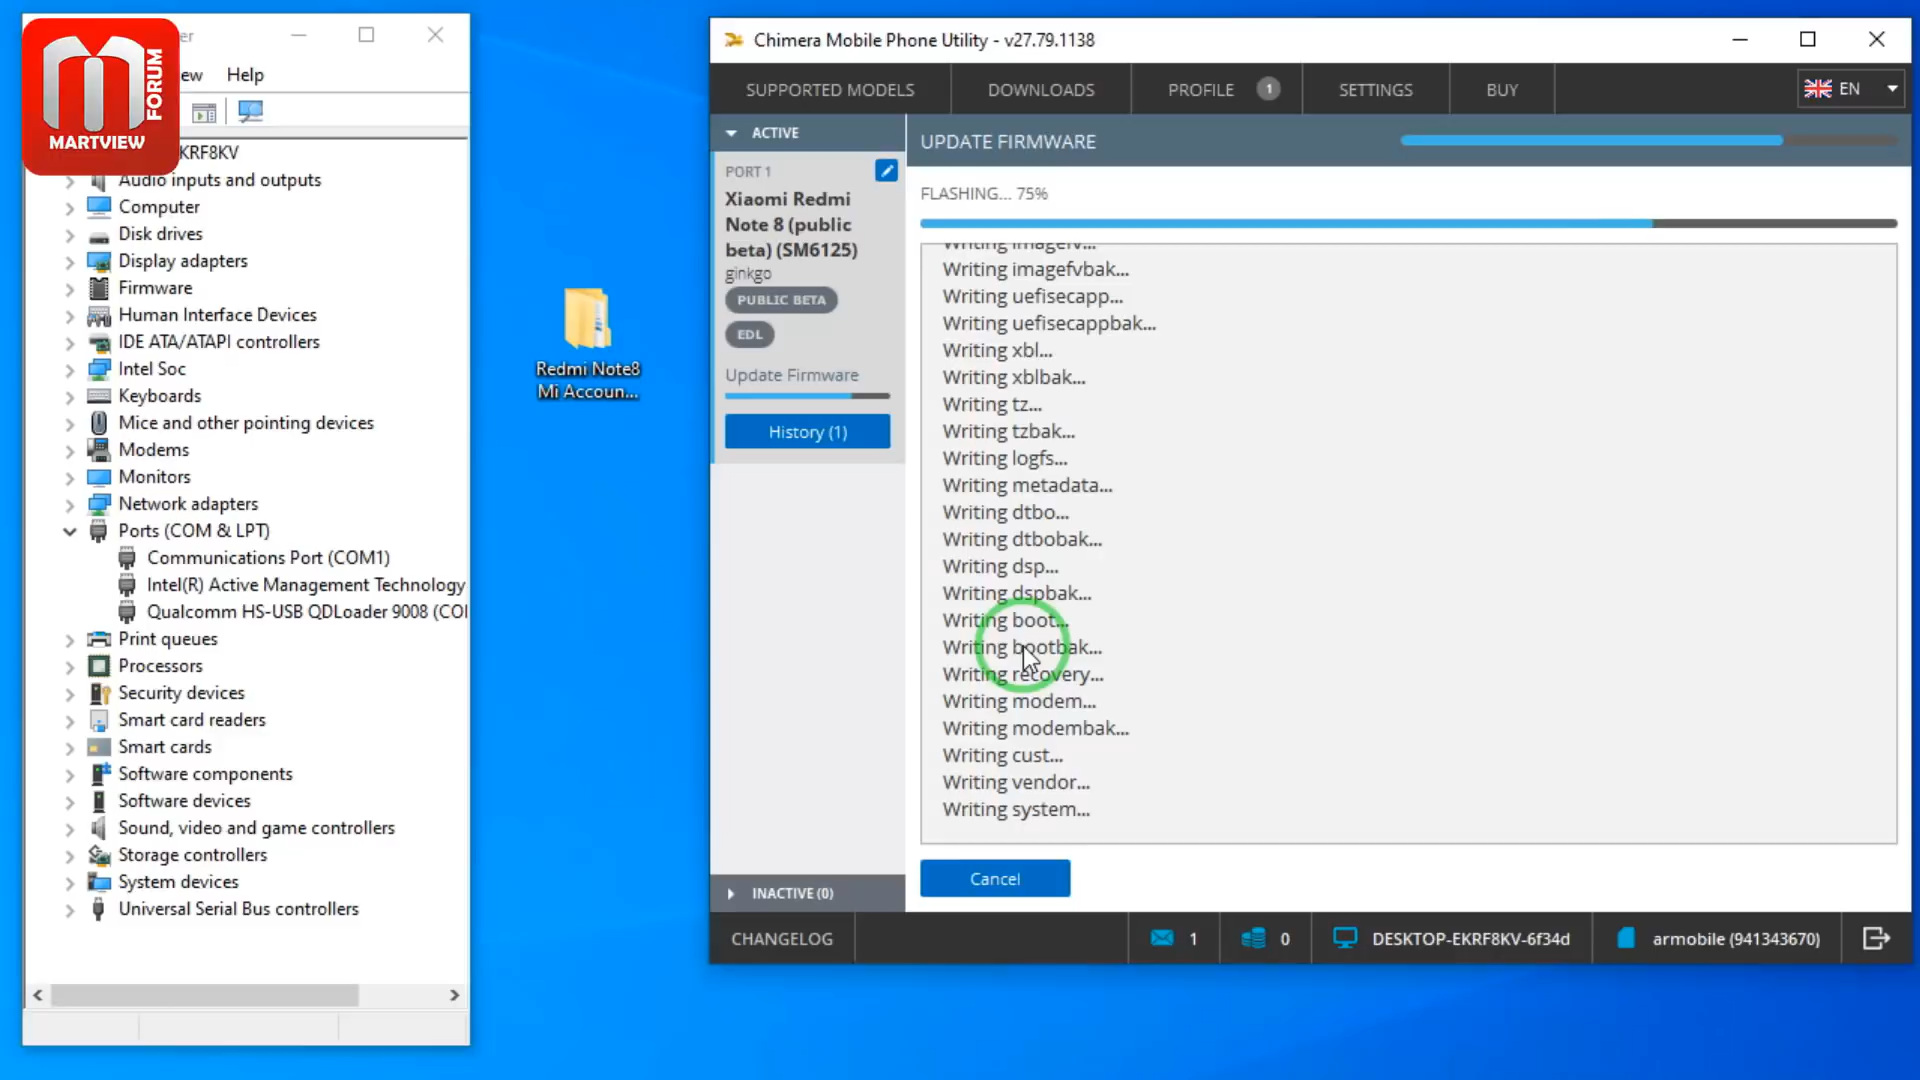 er
ew
Help
FORUM
MARTVIEW
KRF8KV
Audio inputs and outputs
Computer
Disk drives
Display adapters
Firmware
Human Interface Devices
IDE ATA/ATAPI controllers
Intel Soc
Keyboards
Mice and other pointing devices
Modems
Monitors
Network adapters
Ports (COM & LPT)
Communications Port (COM1)
Intel(R) Active Management Technology
Qualcomm HS-USB QDLoader 9008 (CO
Print queues
Processors
Security devices
Smart card readers
Smart cards
Software components
Software devices
Sound, video and game controllers
Storage controllers
System devices
Universal Serial Bus controllers
Redmi Note8
Mi Accoun...
Chimera Mobile Phone Utility - v27.79.1138
SUPPORTED MODELS
DOWNLOADS
PROFILE 1
SETTINGS
BUY
EN
ACTIVE
PORT 1
Xiaomi Redmi
Note 8 (public
beta) (SM6125)
ginkgo
PUBLIC BETA
EDL
Update Firmware
History (1)
INACTIVE (0)
UPDATE FIRMWARE
FLASHING... 75%
Writing imagefv...
Writing imagefvbak...
Writing uefisecapp...
Writing uefisecappbak...
Writing xbl...
Writing xblbak...
Writing tz...
Writing tzbak...
Writing logfs...
Writing metadata...
Writing dtbo...
Writing dtbobak...
Writing dsp...
Writing dspbak...
Writing boot...
Writing bootbak...
Writing recovery...
Writing modem...
Writing modembak...
Writing cust...
Writing vendor...
Writing system...
Cancel
CHANGELOG
1
0
DESKTOP-EKRF8KV-6f34d
armobile (941343670)